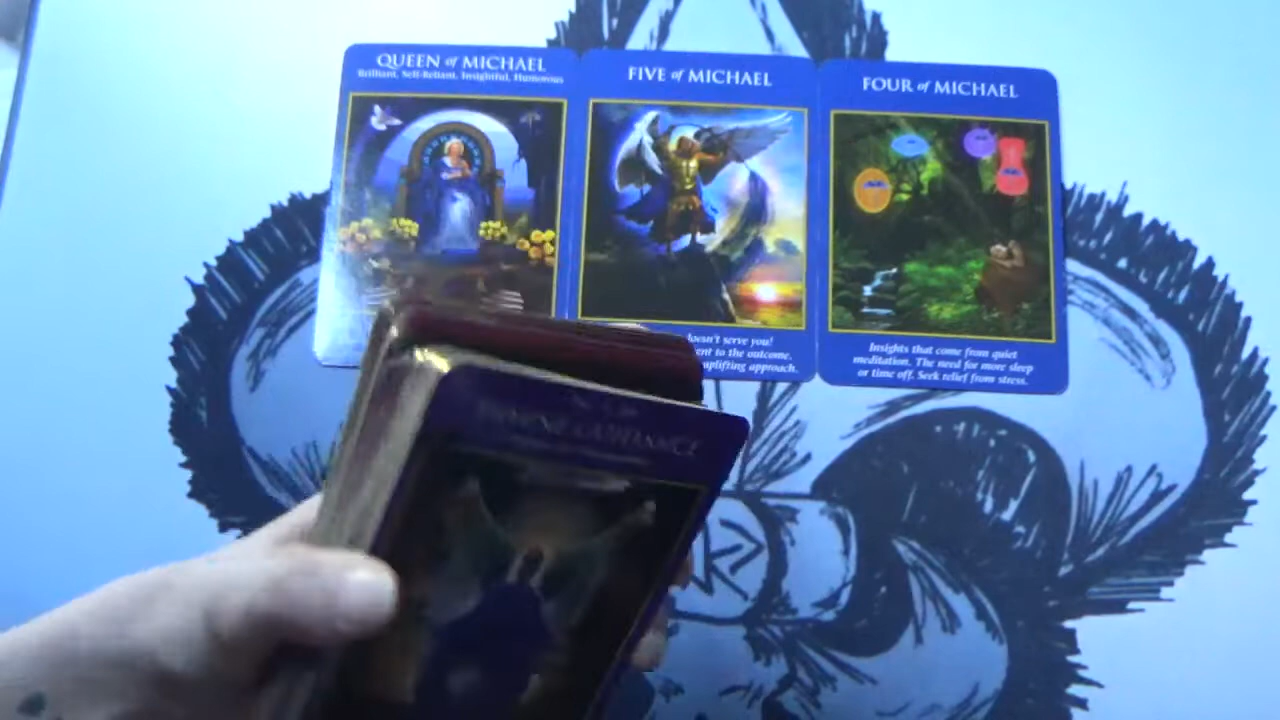 QUEEN of MICHAEL
Brilliant, Self-Reliant, Insightful, Humorous
FIVE of MICHAEL
doesn't serve you!
to the outcome.
uplifting approach.
FOUR of MICHAEL
Insights that come from quiet
meditation. The need for more sleep
or time off. Seek relief from stress.
DIVINE GUIDANCE